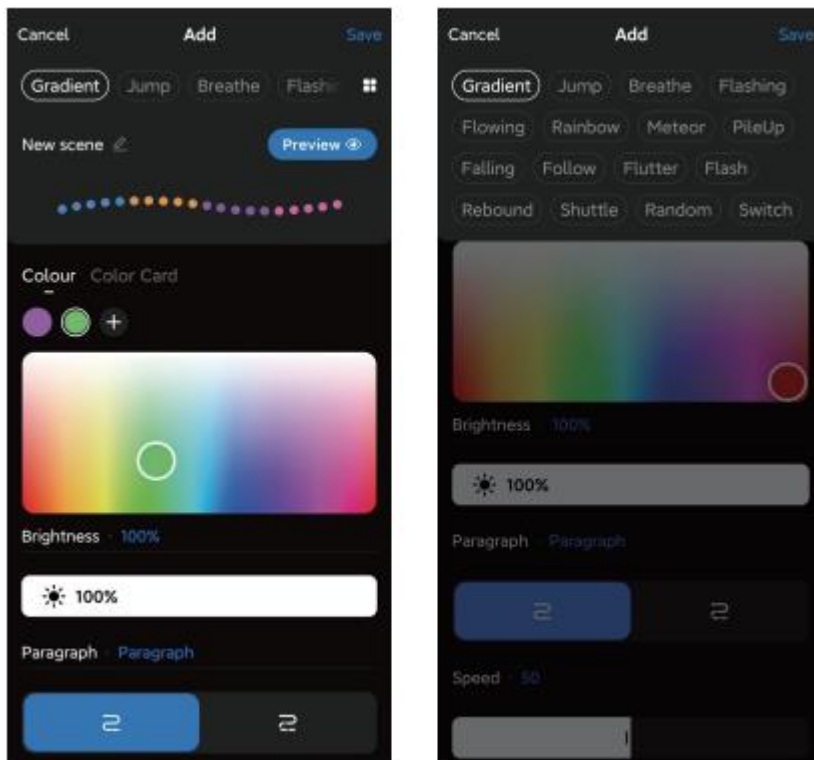 Cancel Add Save
Gradient Jump Breathe Flashi
New scene Preview
Colour Color Card
Brightness · 100%
100%
Paragraph · Paragraph
Cancel Add Save
Gradient Jump Breathe Flashing
Flowing Rainbow Meteor PileUp
Falling Follow Flutter Flash
Rebound Shuttle Random Switch
Brightness · 100%
100%
Paragraph · Paragraph
Speed · 50